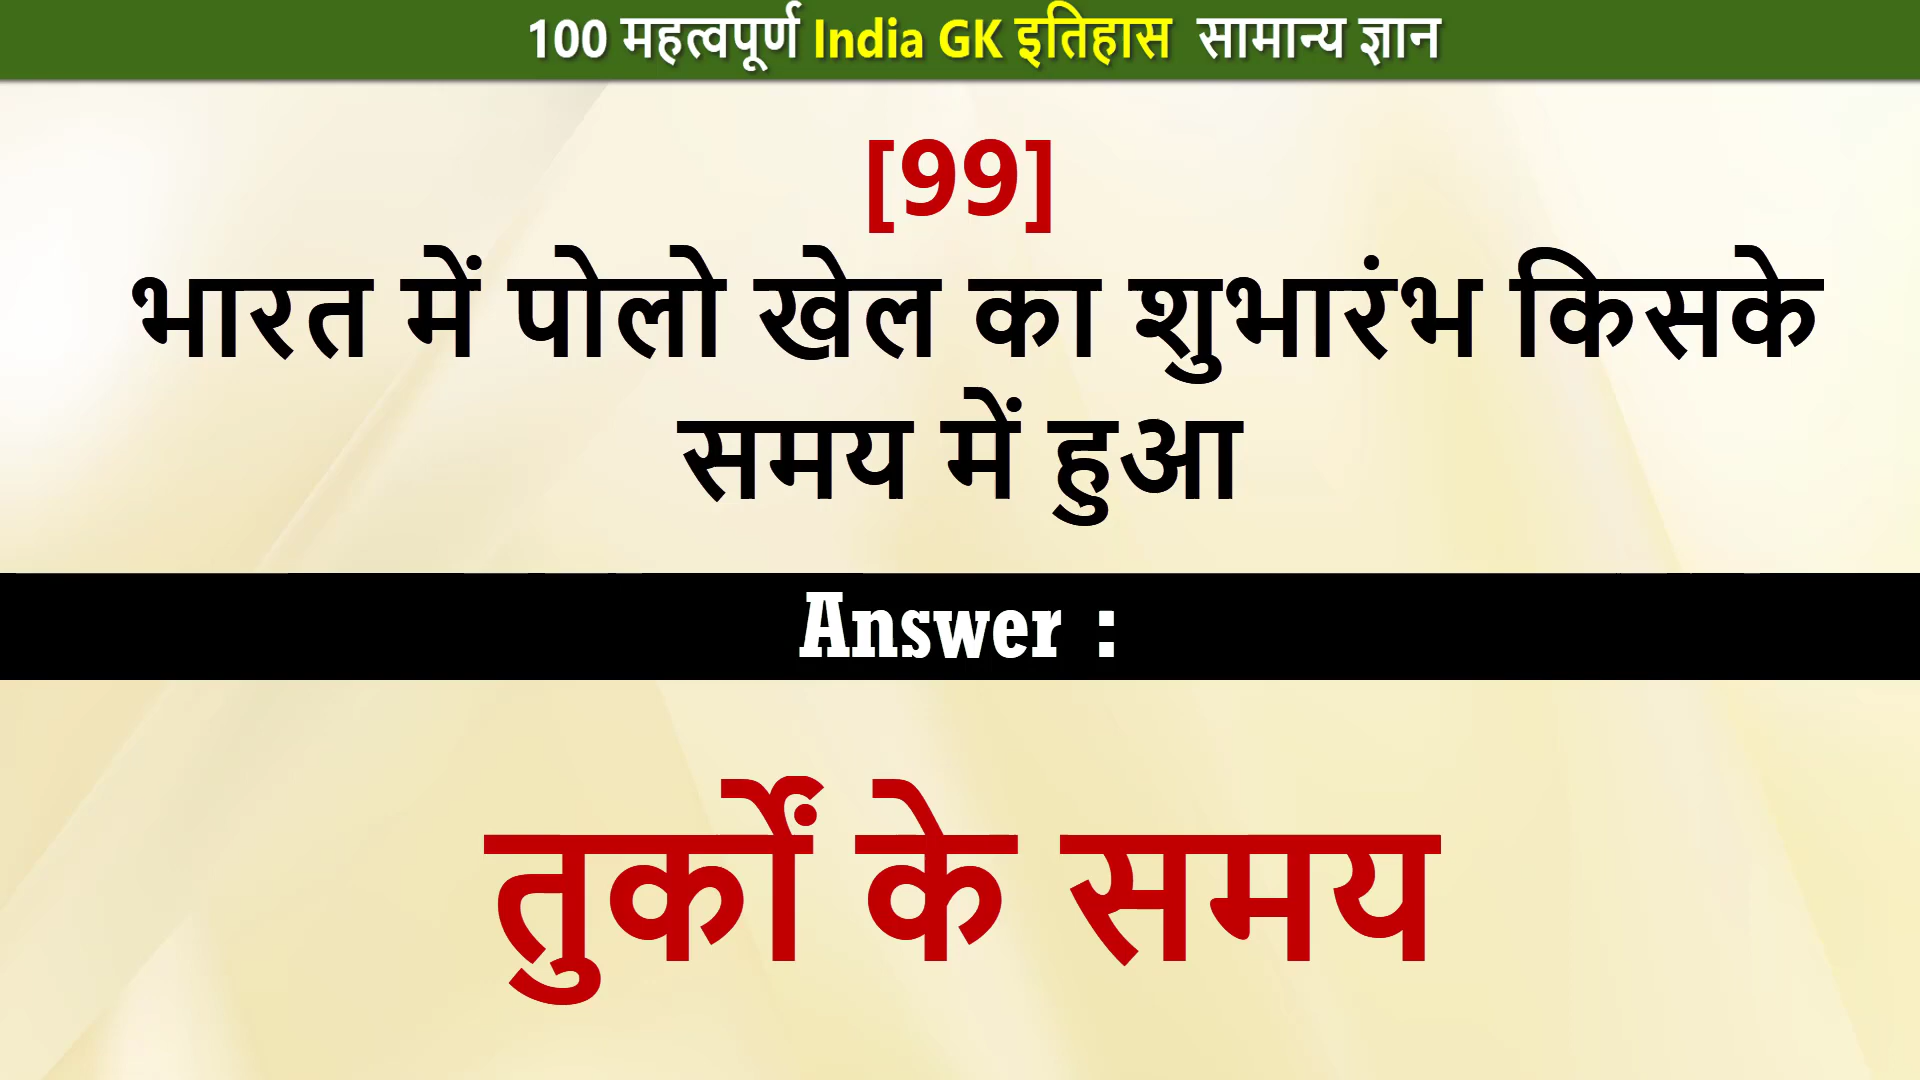 100 महत्वपूर्ण India GK इतिहास सामान्य ज्ञान
[99]
भारत में पोलो खेल का शुभारंभ किसके
समय में हुआ
Answer :
तुर्कों के समय